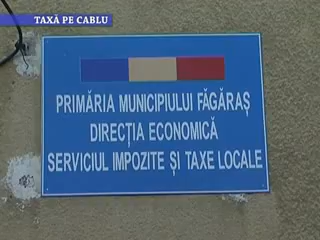 TAXĂ PE CABLU
PRIMĂRIA MUNICIPIULUI FĂGĂRAŞ
DIRECŢIA ECONOMICĂ
SERVICIUL IMPOZITE ŞI TAXE LOCALE